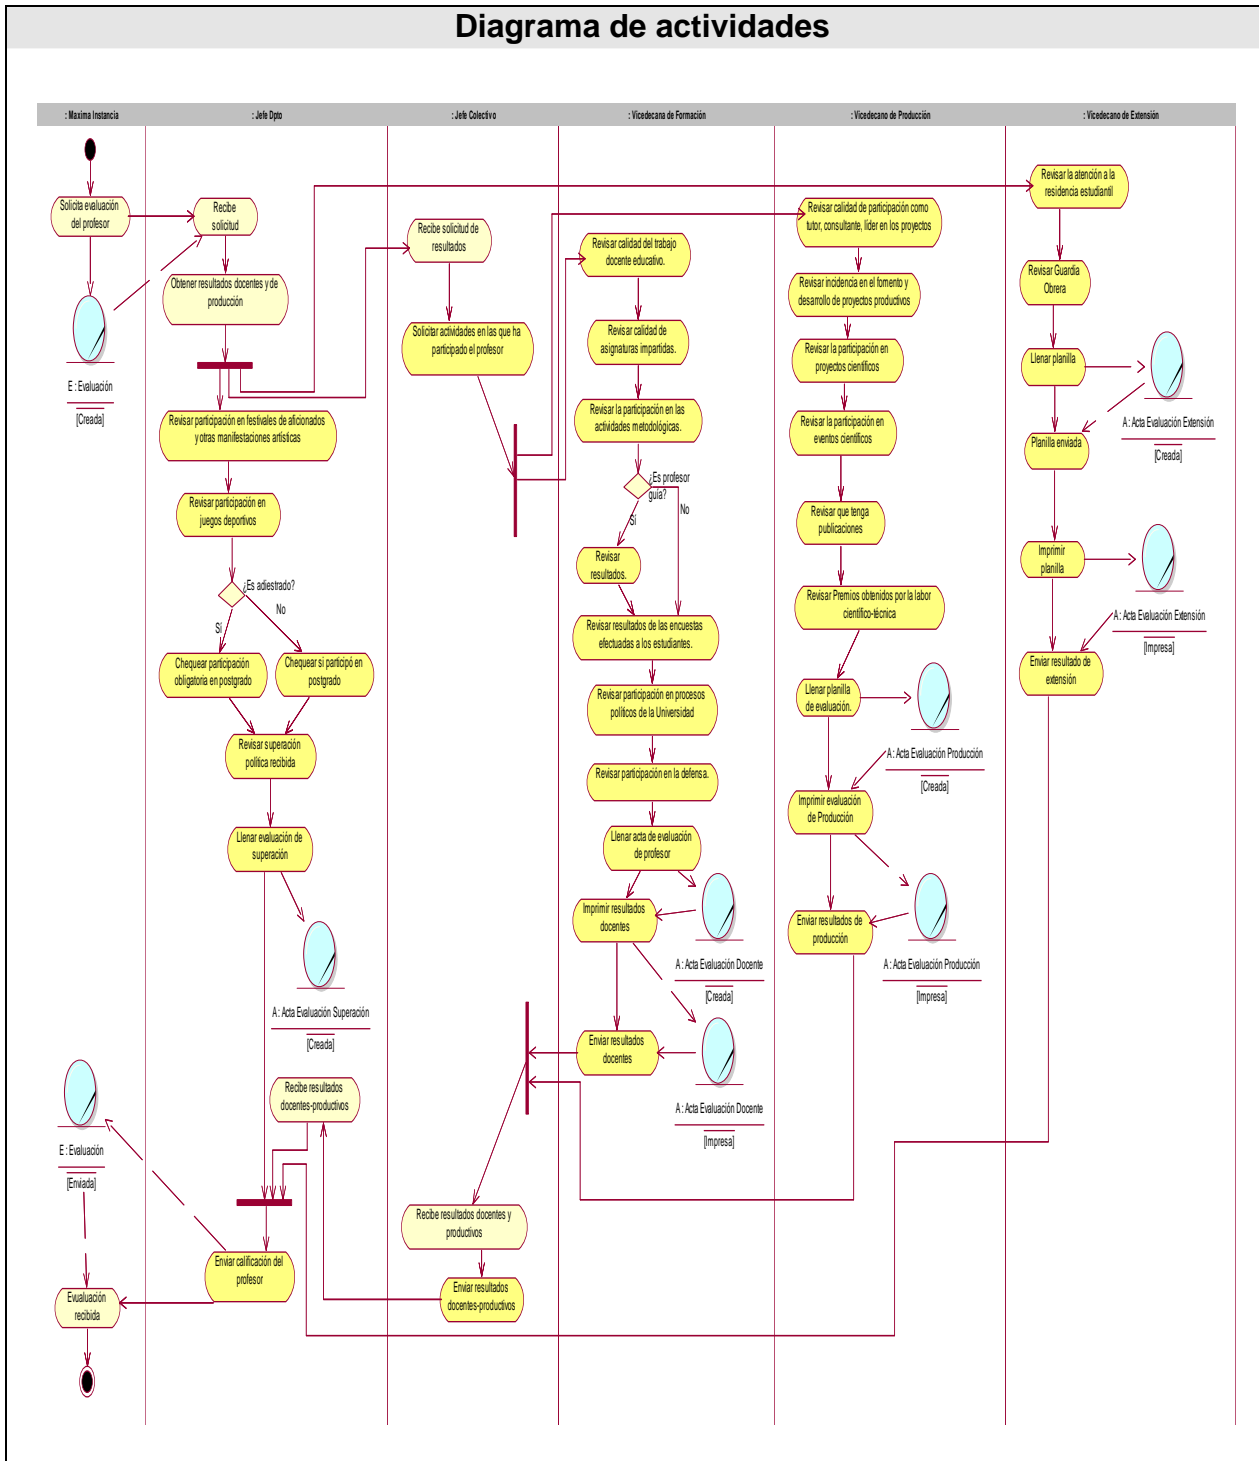 Diagrama de actividades
: Maxima Instancia
: Jefe Dpto
: Jefe Colectivo
: Vicedecana de Formación
: Vicedecano de Producción
: Vicedecano de Extensión
Solicita evaluación
del profesor
E : Evaluación
[Creada]
E : Evaluación
[Enviada]
Evualuación
recibida
Recibe
solicitud
Obtener resultados docentes y de
producción
Revisar participación en festivales de aficionados
y otras manifestaciones artísticas
Revisar participación en
juegos deportivos
¿Es adiestrado?
Sí
No
Chequear participación
obligatoria en postgrado
Chequear si participó en
postgrado
Revisar superación
política recibida
Llenar evaluación de
superación
A : Acta Evaluación Superación
[Creada]
Recibe resultados
docentes-productivos
Enviar calificación del
profesor
Recibe solicitud de
resultados
Solicitar actividades en las que ha
participado el profesor
Recibe resultados docentes y
productivos
Enviar resultados
docentes-productivos
Revisar calidad del trabajo
docente educativo.
Revisar calidad de
asignaturas impartidas.
Revisar la participación en las
actividades metodológicas.
¿Es profesor
guía?
Sí
No
Revisar
resultados.
Revisar resultados de las encuestas
efectuadas a los estudiantes.
Revisar participación en procesos
políticos de la Universidad
Revisar participación en la defensa.
Llenar acta de evaluación
de profesor
Imprimir resultados
docentes
A : Acta Evaluación Docente
[Creada]
Enviar resultados
docentes
A : Acta Evaluación Docente
[Impresa]
Revisar calidad de participación como
tutor, consultante, líder en los proyectos
Revisar incidencia en el fomento y
desarrollo de proyectos productivos
Revisar la participación en
proyectos científicos
Revisar la participación en
eventos científicos
Revisar que tenga
publicaciones
Revisar Premios obtenidos por la labor
científico-técnica
Llenar planilla
de evaluación.
A : Acta Evaluación Producción
[Creada]
Imprimir evaluación
de Producción
Enviar resultados de
producción
A : Acta Evaluación Producción
[Impresa]
Revisar la atención a la
residencia estudiantil
Revisar Guardia
Obrera
Llenar planilla
A : Acta Evaluación Extensión
[Creada]
Planilla enviada
Imprimir
planilla
A : Acta Evaluación Extensión
[Impresa]
Enviar resultado de
extensión